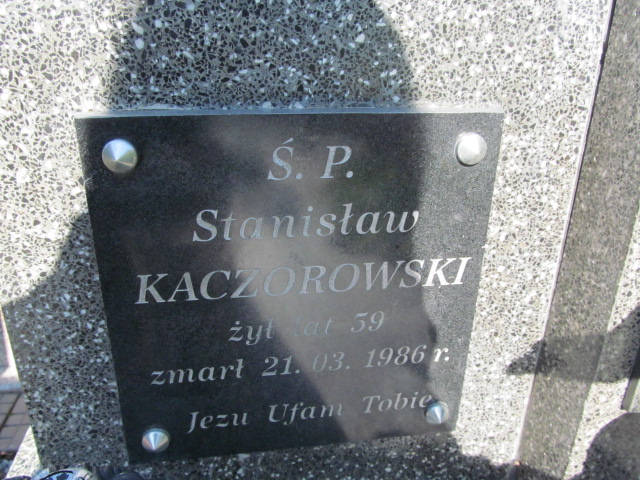 Ś. P.
Stanisław
KACZOROWSKI
żył lat 59
zmarł 21. 03. 1986 r.
Jezu Ufam Tobie